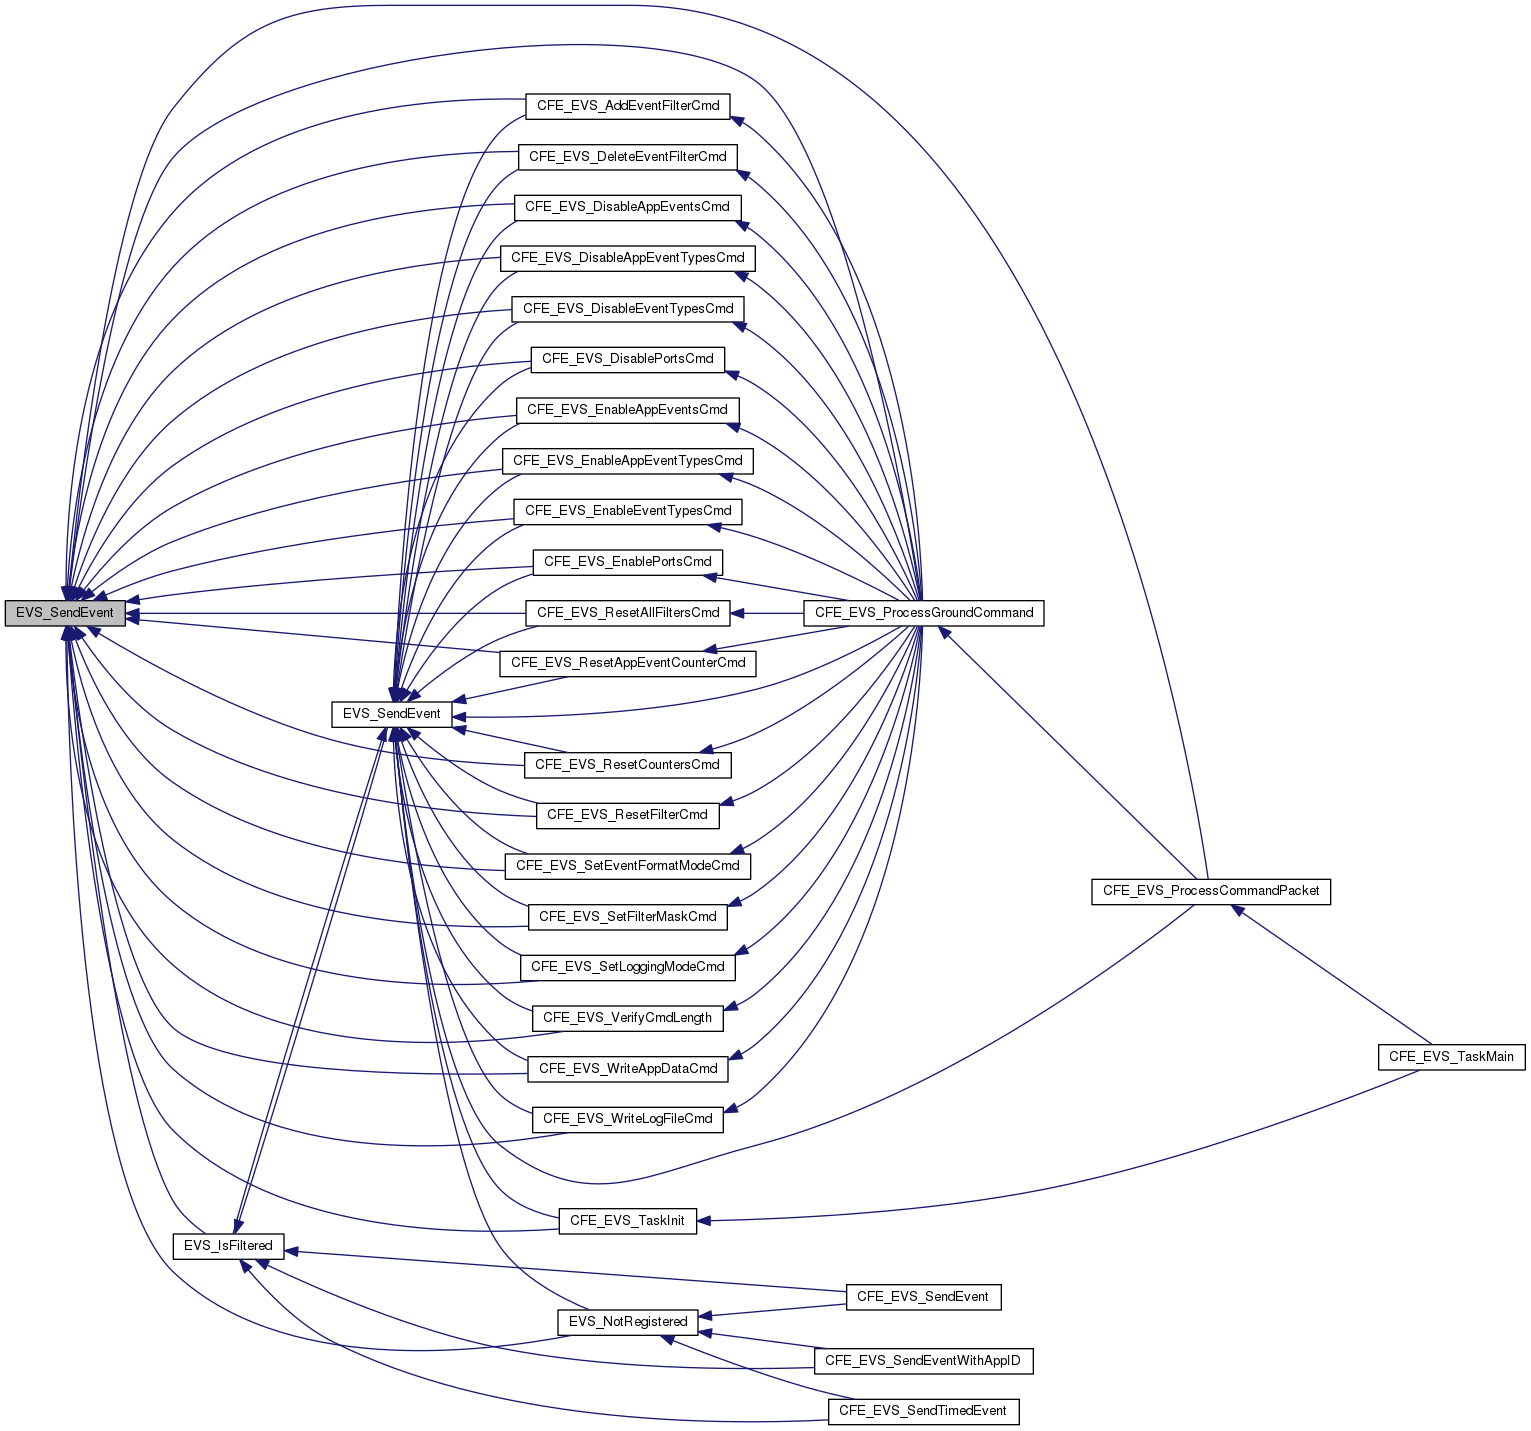 CFE_EVS_AddEventFilterCmd
CFE_EVS_DeleteEventFilterCmd
CFE_EVS_DisableAppEventsCmd
CFE_EVS_DisableAppEventTypesCmd
CFE_EVS_DisableEventTypesCmd
CFE_EVS_DisablePortsCmd
CFE_EVS_EnableAppEventsCmd
CFE_EVS_EnableAppEventTypesCmd
CFE_EVS_EnableEventTypesCmd
CFE_EVS_EnablePortsCmd
EVS_SendEvent
CFE_EVS_ResetAllFiltersCmd
CFE_EVS_ProcessGroundCommand
CFE_EVS_ResetAppEventCounterCmd
EVS_SendEvent
CFE_EVS_ResetCountersCmd
CFE_EVS_ResetFilterCmd
CFE_EVS_SetEventFormatModeCmd
CFE_EVS_ProcessCommandPacket
CFE_EVS_SetFilterMaskCmd
CFE_EVS_SetLoggingModeCmd
CFE_EVS_VerifyCmdLength
CFE_EVS_TaskMain
CFE_EVS_WriteAppDataCmd
CFE_EVS_WriteLogFileCmd
CFE_EVS_TaskInit
EVS_IsFiltered
CFE_EVS_SendEvent
EVS_NotRegistered
CFE_EVS_SendEventWithAppID
CFE_EVS_SendTimedEvent